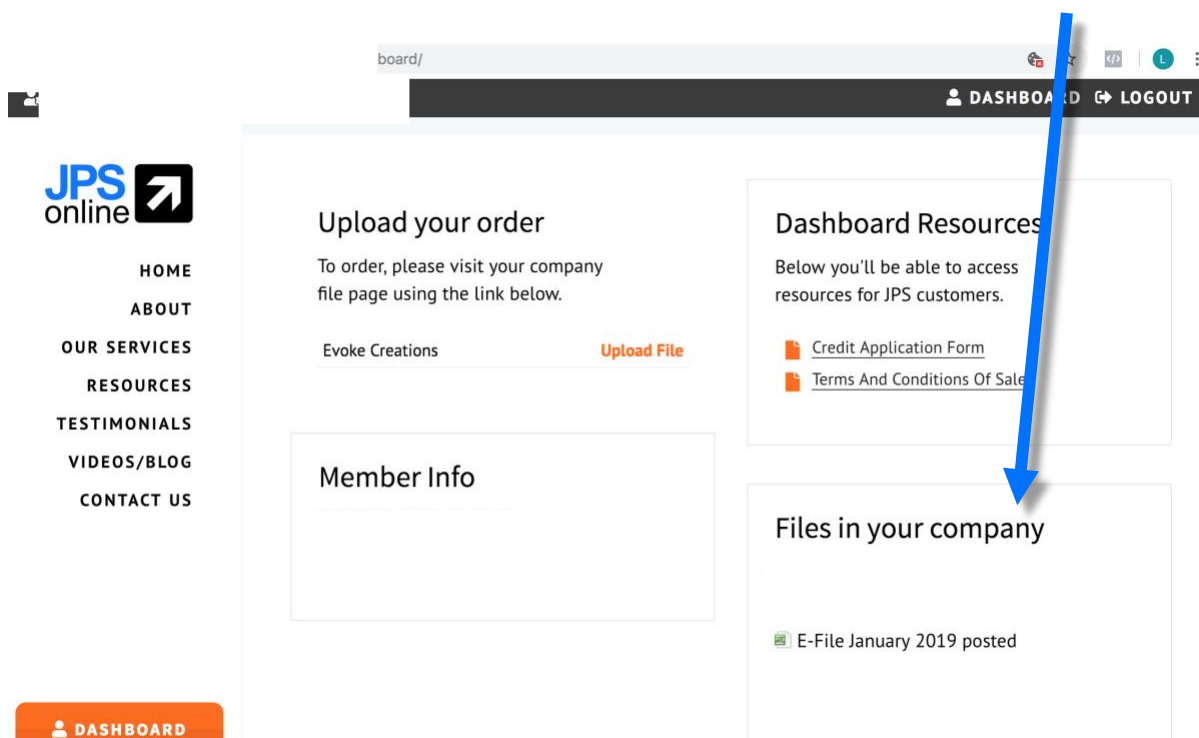 board/
L
DASHBOARD LOGOUT
JPS
online
HOME
ABOUT
OUR SERVICES
RESOURCES
TESTIMONIALS
VIDEOS/BLOG
CONTACT US
DASHBOARD
Upload your order
To order, please visit your company
file page using the link below.
Evoke Creations Upload File
Member Info
Dashboard Resources
Below you'll be able to access
resources for JPS customers.
Credit Application Form
Terms And Conditions Of Sale
Files in your company
E-File January 2019 posted